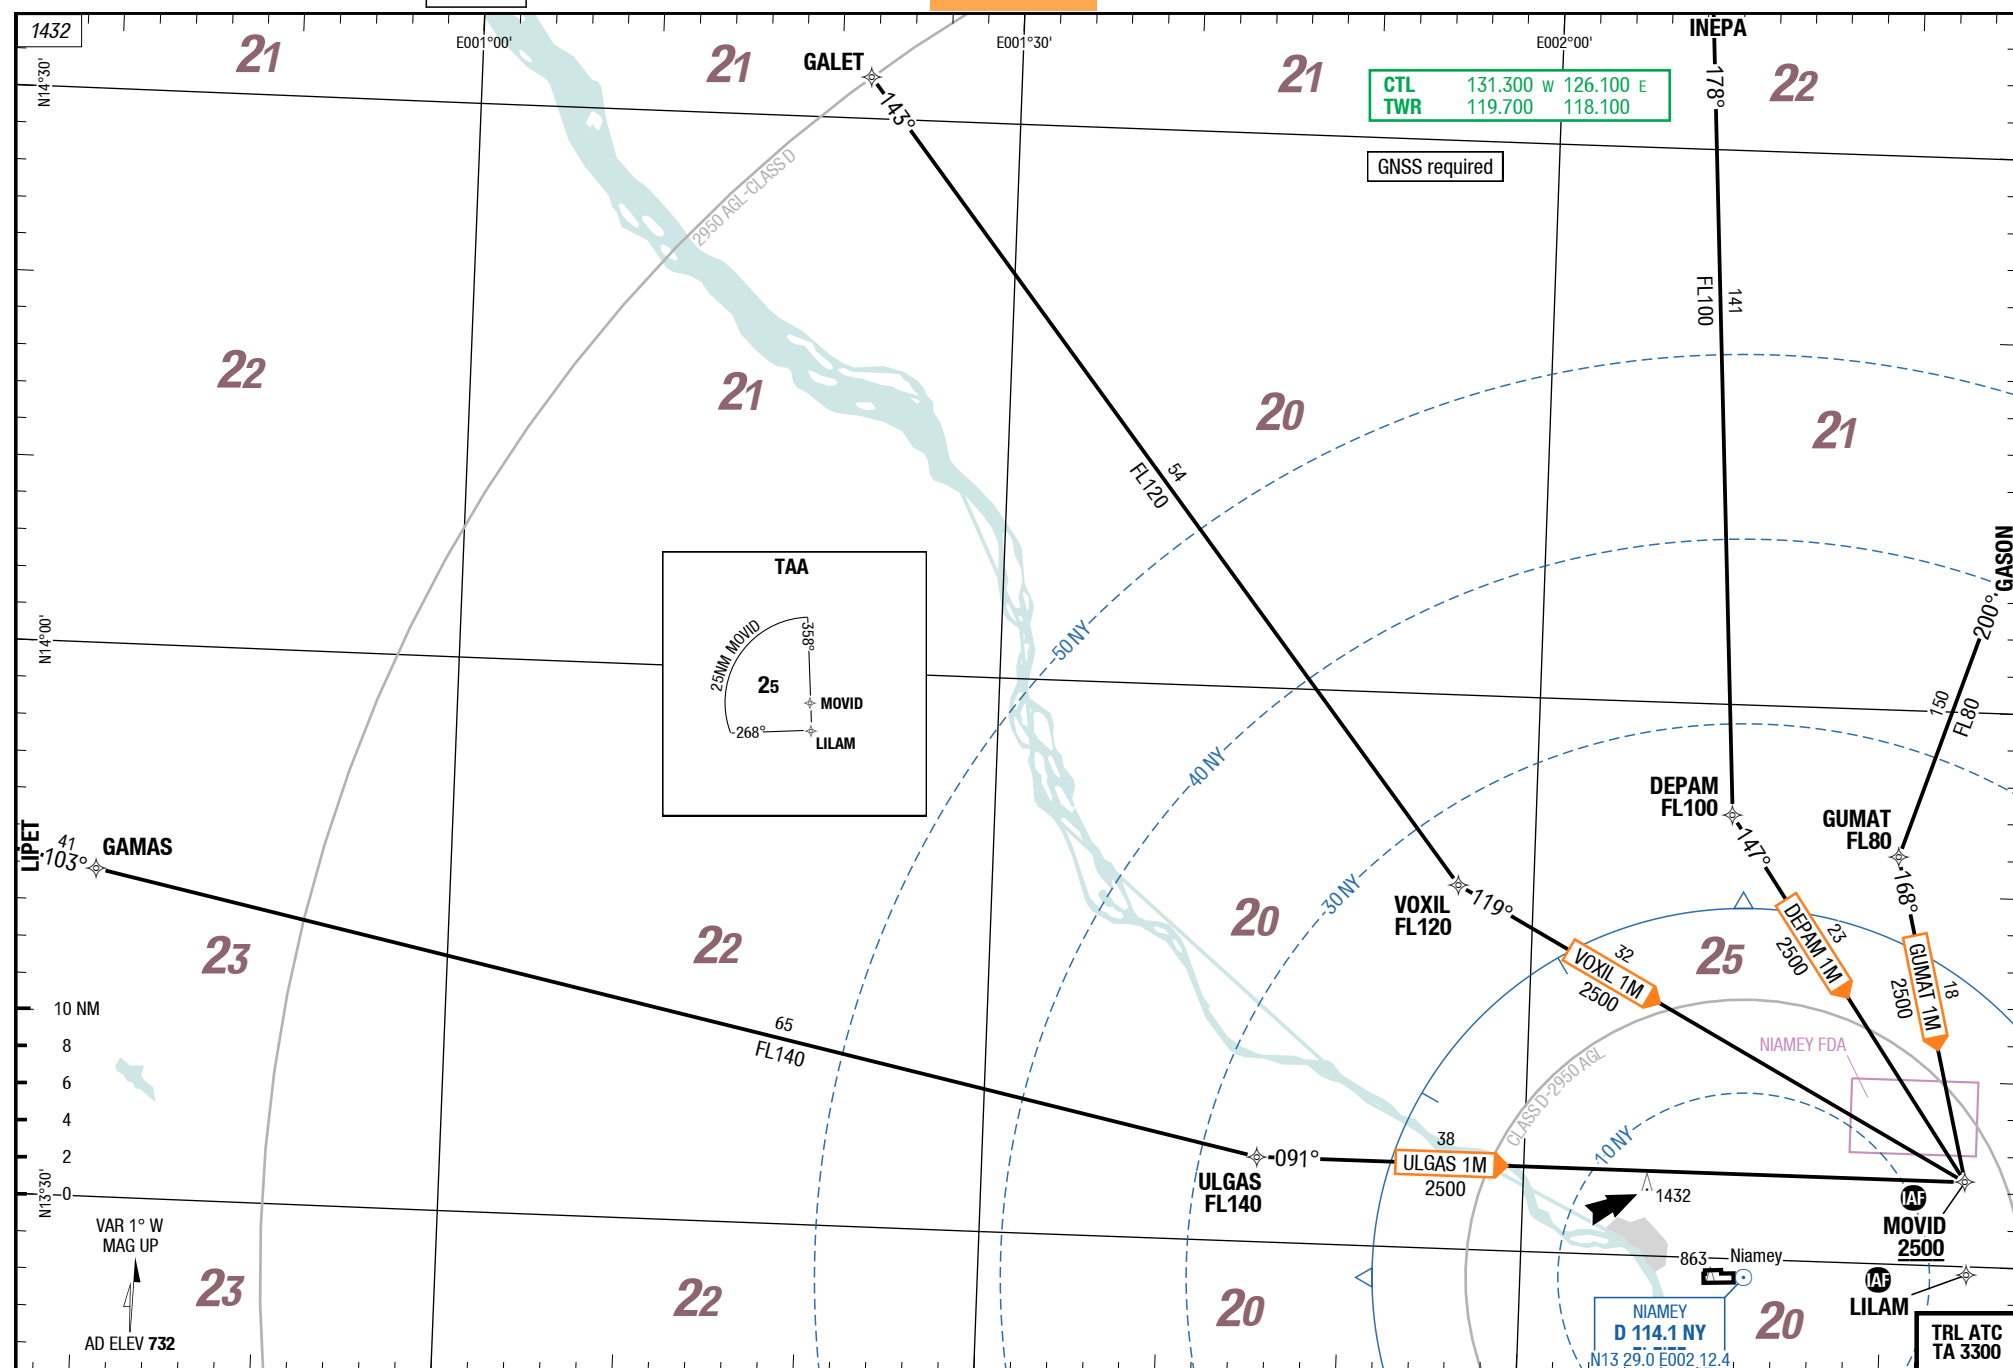 1432
E001°00'
E001°30'
E002°00'
INEPA
N14°30'
21
21
GALET
21
22
CTL 131.300 W 126.100 E
TWR 119.700 118.100
178°
143°
2950 AGL-CLASS D
GNSS required
FL100
141
22
21
20
21
54
FL120
GASON
TAA
25NM MOVID
358°
25
MOVID
268°
LILAM
50 NY
200°
N14°00'
150
FL80
40 NY
DEPAM
FL100
GUMAT
FL80
LIPET
41
103°
GAMAS
147°
168°
30 NY
VOXIL
FL120
119°
20
23
22
25
DEPAM 1M
23
2500
32
VOXIL 1M
2500
GUMAT 1M
18
2500
10 NM
8
6
4
2
0
65
FL140
NIAMEY FDA
CLASS D-2950 AGL
10 NY
38
091°
ULGAS 1M
2500
ULGAS
FL140
1432
N13°30'
IAF
MOVID
2500
VAR 1° W
MAG UP
863
Niamey
23
22
20
20
IAF
LILAM
NIAMEY
D 114.1 NY
N13 29.0 E002 12.4
AD ELEV 732
TRL ATC
TA 3300